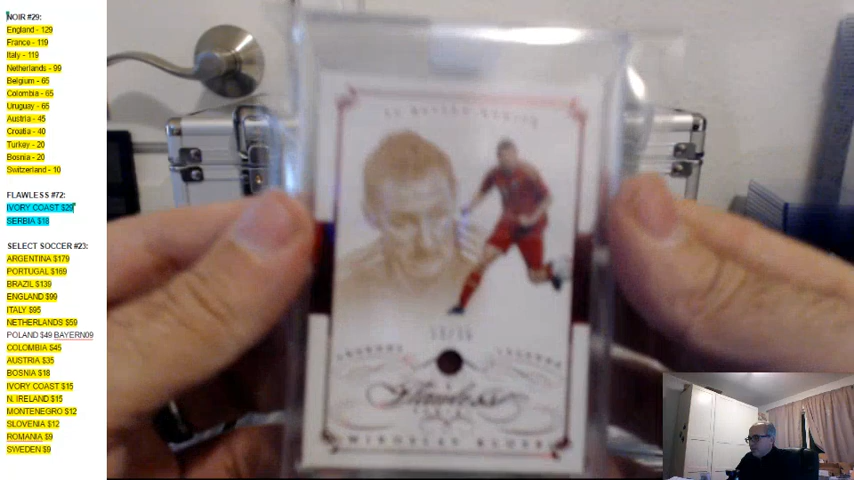 NOIR #29:
England - 129
France - 119
Italy - 119
Netherlands - 99
Belgium - 65
Colombia - 65
Uruguay - 65
Austria - 45
Croatia - 40
Turkey - 20
Bosnia - 20
Switzerland - 10
FLAWLESS #72:
IVORY COAST $29
SERBIA $18
SELECT SOCCER #23:
ARGENTINA $179
PORTUGAL $169
BRAZIL $139
ENGLAND $99
ITALY $95
NETHERLANDS $59
POLAND $49 BAYERN09
COLOMBIA $45
AUSTRIA $35
BOSNIA $18
IVORY COAST $15
N. IRELAND $15
MONTENEGRO $12
SLOVENIA $12
ROMANIA $9
SWEDEN $9
LEGENDS LEGENDS
Flawless
MIROSLAV KLOSE